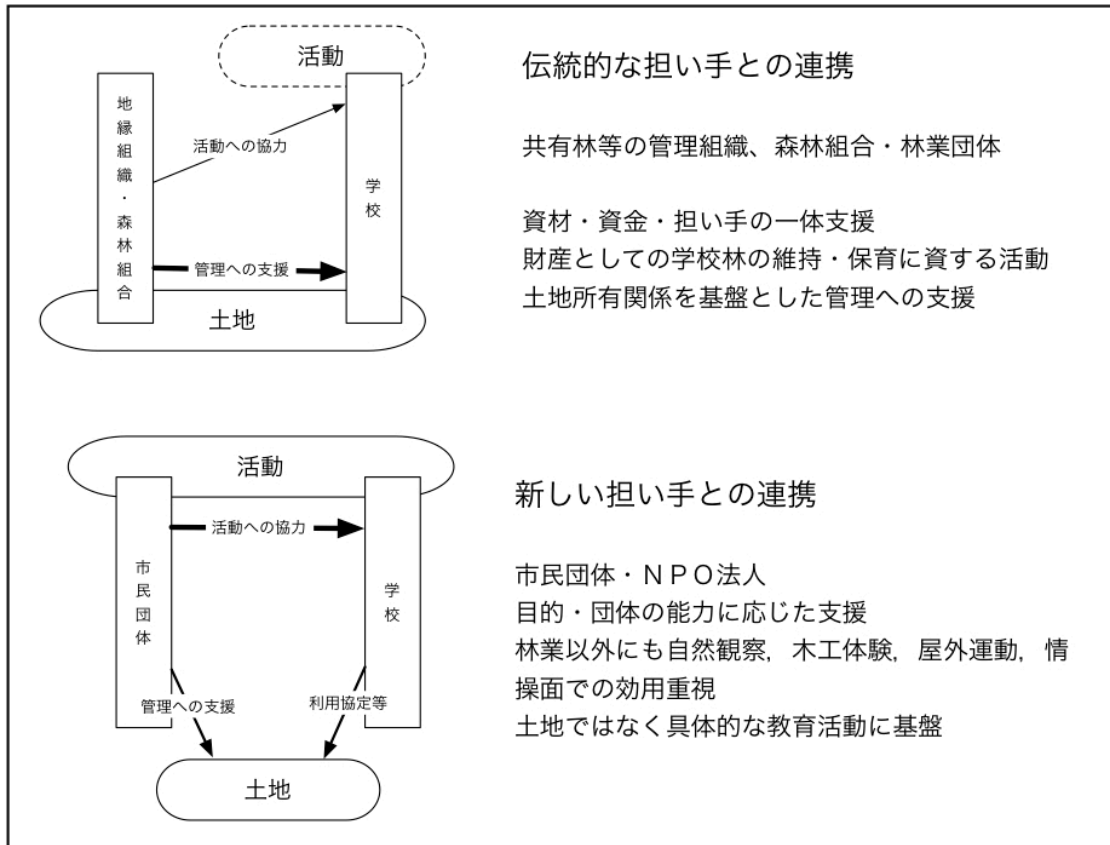 活動
地縁組織・森林組合
活動への協力
学校
管理への支援
土地
伝統的な担い手との連携
共有林等の管理組織、森林組合・林業団体
資材・資金・担い手の一体支援
財産としての学校林の維持・保育に資する活動
土地所有関係を基盤とした管理への支援
活動
市民団体
活動への協力
学校
管理への支援
利用協定等
土地
新しい担い手との連携
市民団体・ＮＰＯ法人
目的・団体の能力に応じた支援
林業以外にも自然観察，木工体験，屋外運動，情
操面での効用重視
土地ではなく具体的な教育活動に基盤